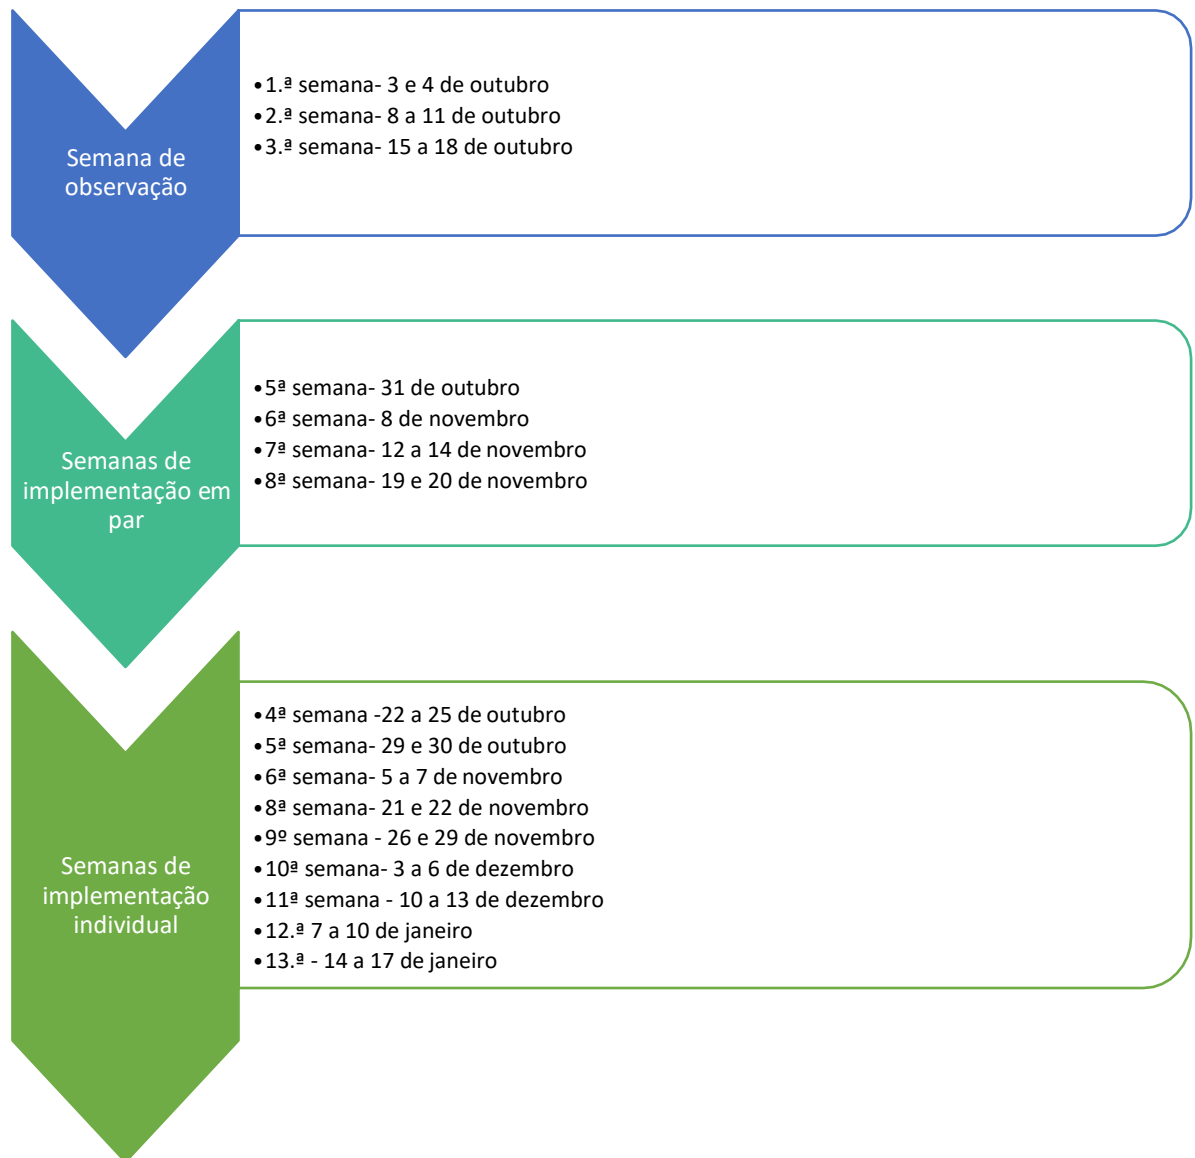 Semana de
observação
•1.ª semana- 3 e 4 de outubro
•2.ª semana- 8 a 11 de outubro
•3.ª semana- 15 a 18 de outubro
Semanas de
implementação em
par
•5ª semana- 31 de outubro
•6ª semana- 8 de novembro
•7ª semana- 12 a 14 de novembro
•8ª semana- 19 e 20 de novembro
Semanas de
implementação
individual
•4ª semana -22 a 25 de outubro
•5ª semana- 29 e 30 de outubro
•6ª semana- 5 a 7 de novembro
•8ª semana- 21 e 22 de novembro
•9º semana - 26 e 29 de novembro
•10ª semana- 3 a 6 de dezembro
•11ª semana - 10 a 13 de dezembro
•12.ª 7 a 10 de janeiro
•13.ª - 14 a 17 de janeiro